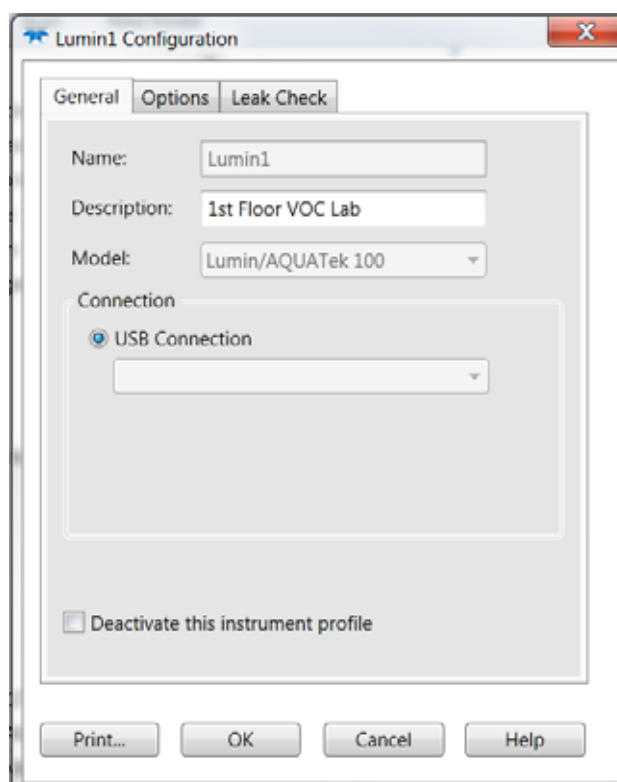 Lumin1 Configuration
General Options Leak Check
Name: Lumin1
Description: 1st Floor VOC Lab
Model: Lumin/AQUATek 100
Connection
USB Connection
Deactivate this instrument profile
Print... OK Cancel Help